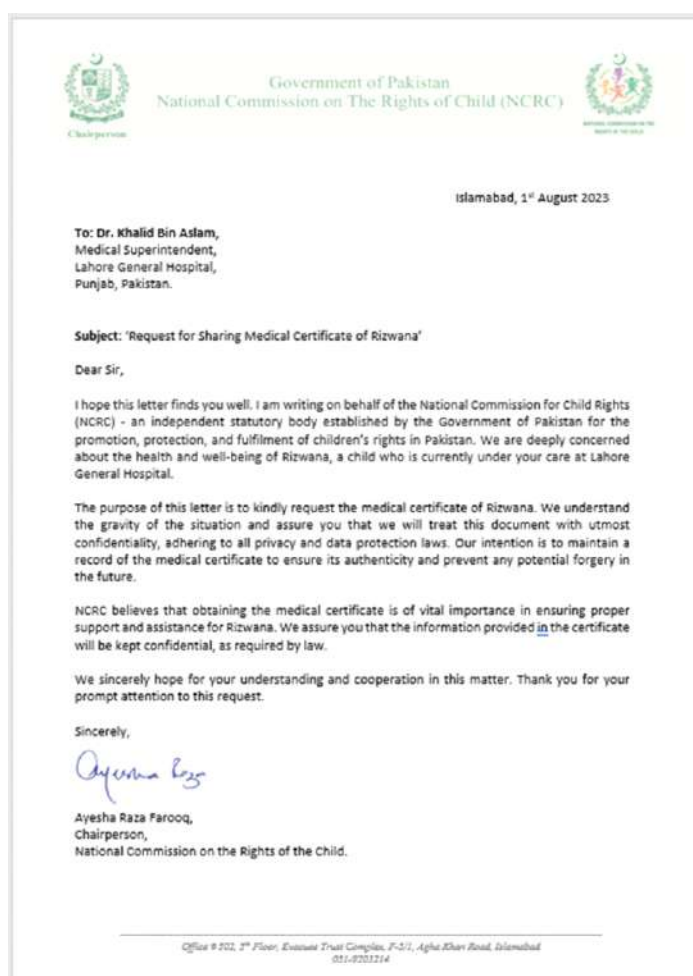 Government of Pakistan
National Commission on The Rights of Child (NCRC)
Chairperson
NATIONAL COMMISSION ON THE
RIGHTS OF THE CHILD
Islamabad, 1st August 2023
To: Dr. Khalid Bin Aslam,
Medical Superintendent,
Lahore General Hospital,
Punjab, Pakistan.
Subject: 'Request for Sharing Medical Certificate of Rizwana'
Dear Sir,
I hope this letter finds you well. I am writing on behalf of the National Commission for Child Rights
(NCRC) - an independent statutory body established by the Government of Pakistan for the
promotion, protection, and fulfilment of children's rights in Pakistan. We are deeply concerned
about the health and well-being of Rizwana, a child who is currently under your care at Lahore
General Hospital.
The purpose of this letter is to kindly request the medical certificate of Rizwana. We understand
the gravity of the situation and assure you that we will treat this document with utmost
confidentiality, adhering to all privacy and data protection laws. Our intention is to maintain a
record of the medical certificate to ensure its authenticity and prevent any potential forgery in
the future.
NCRC believes that obtaining the medical certificate is of vital importance in ensuring proper
support and assistance for Rizwana. We assure you that the information provided in the certificate
will be kept confidential, as required by law.
We sincerely hope for your understanding and cooperation in this matter. Thank you for your
prompt attention to this request.
Sincerely,
Ayesha Raza
Ayesha Raza Farooq,
Chairperson,
National Commission on the Rights of the Child.
Office # 502, 5th Floor, Evacuee Trust Complex, F-5/1, Agha Khan Road, Islamabad
051-9203214